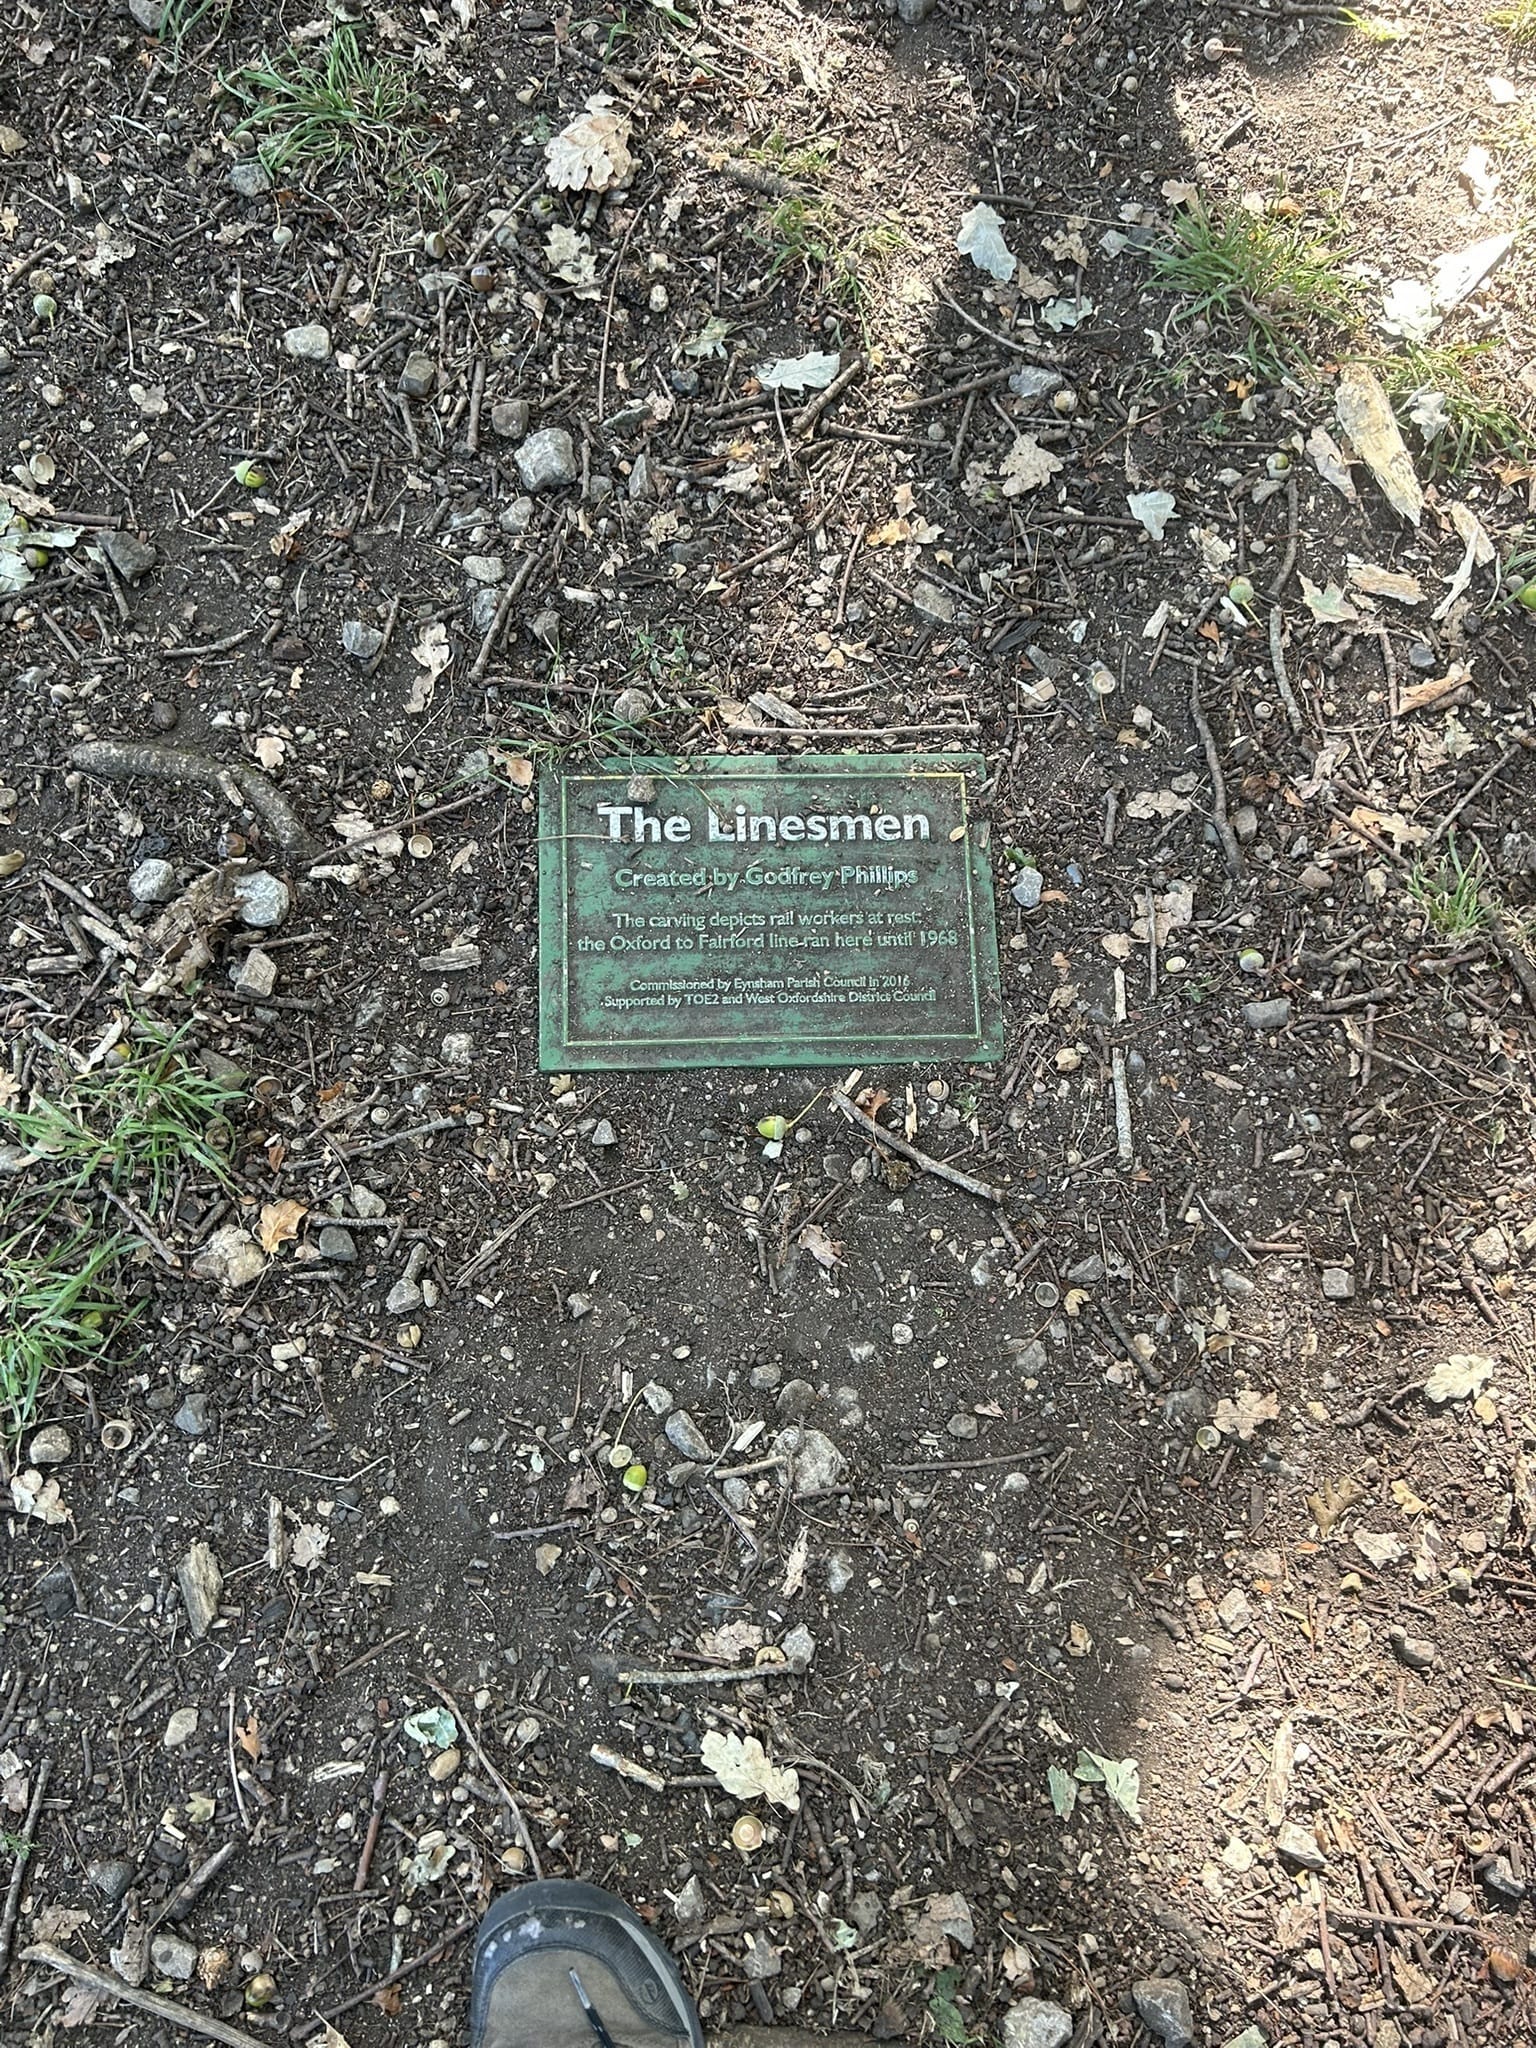 The Linesmen
Created by Godfrey Phillips
The carving depicts rail workers at rest:
the Oxford to Fairford line ran here until 1968
Commissioned by Eynsham Parish Council in 2016
Supported by TOE2 and West Oxfordshire District Council